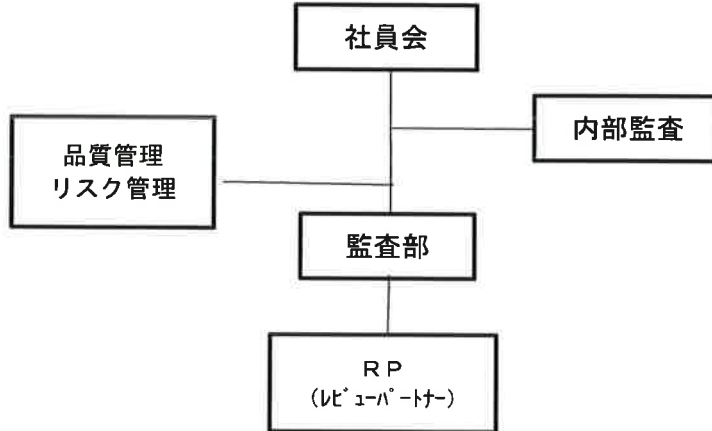 社員会
内部監査
品質管理
リスク管理
監査部
ＲＰ
(ﾚﾋﾞｭｰﾊﾟｰﾄﾅｰ)